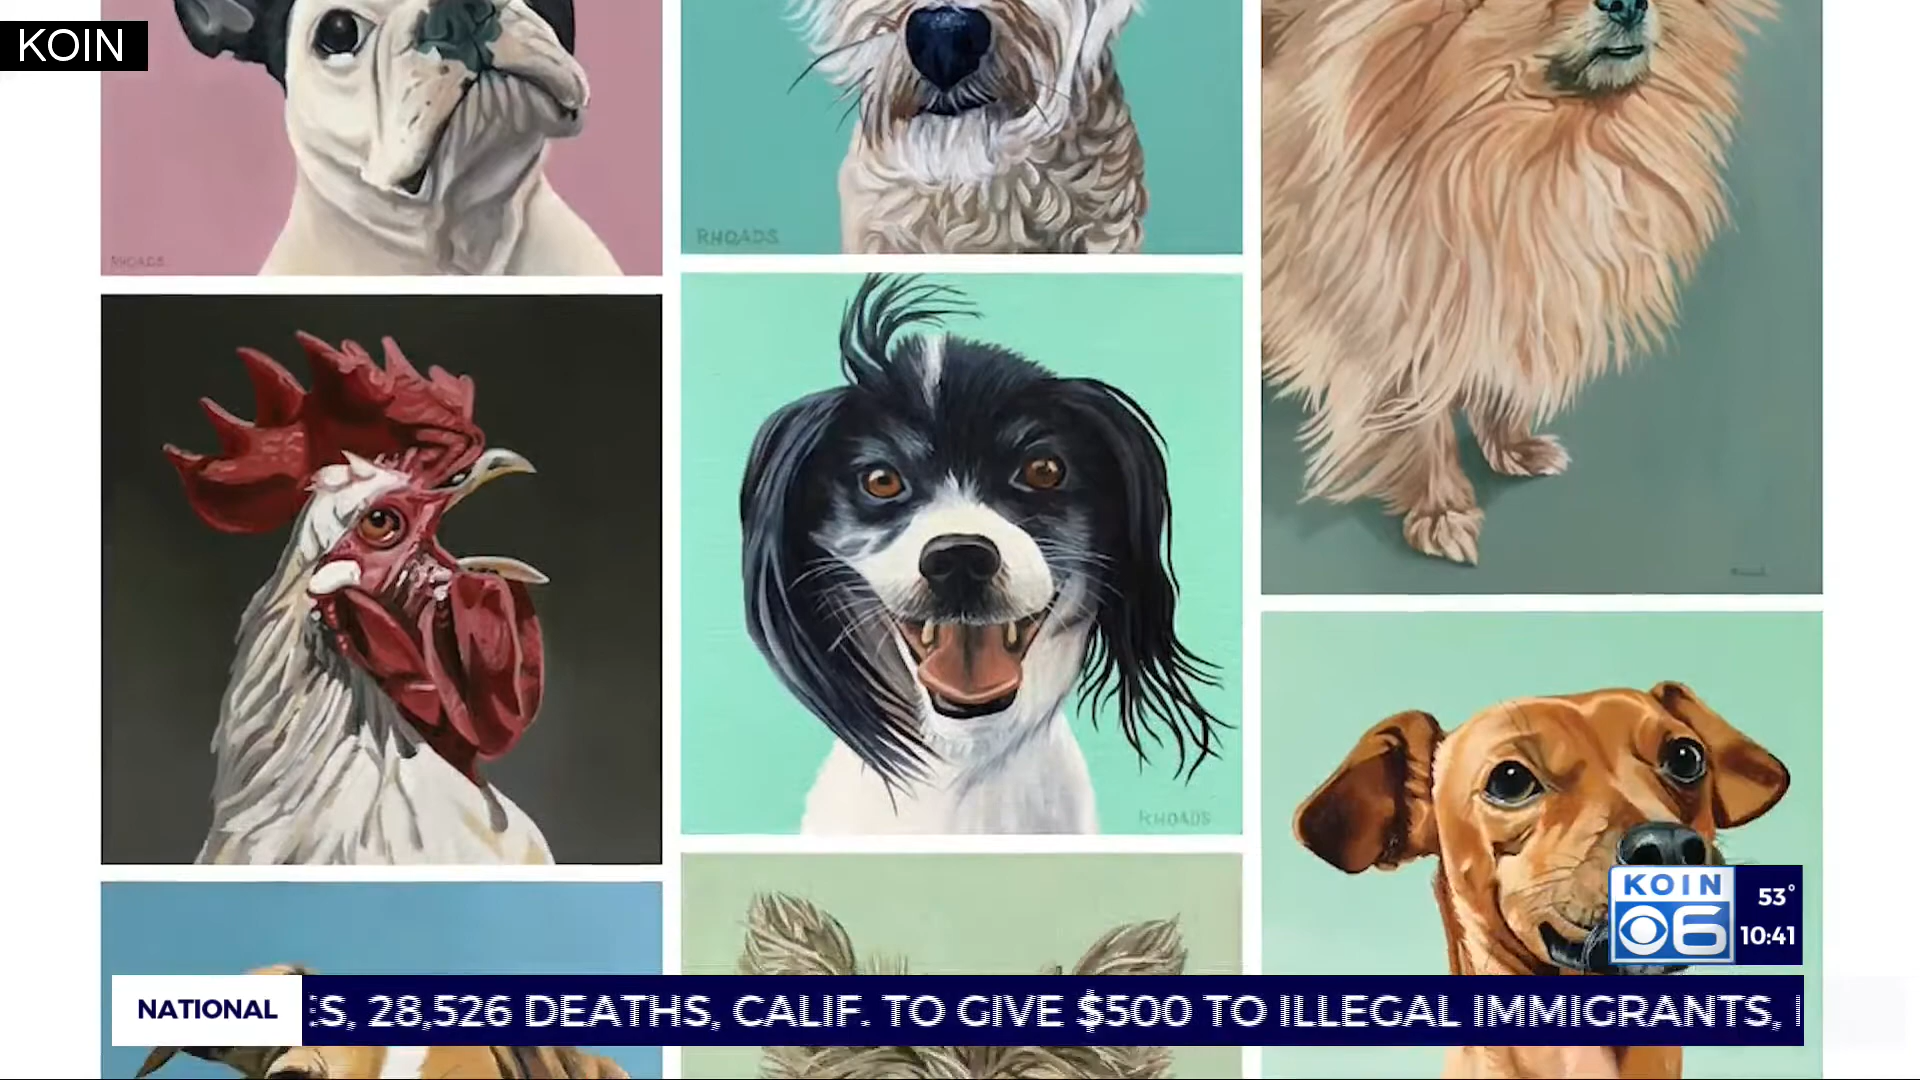 KOIN
RHOADS
RHOADS
RHOADS
KOIN
6
53°
10:41
NATIONAL
ES, 28,526 DEATHS, CALIF. TO GIVE $500 TO ILLEGAL IMMIGRANTS,